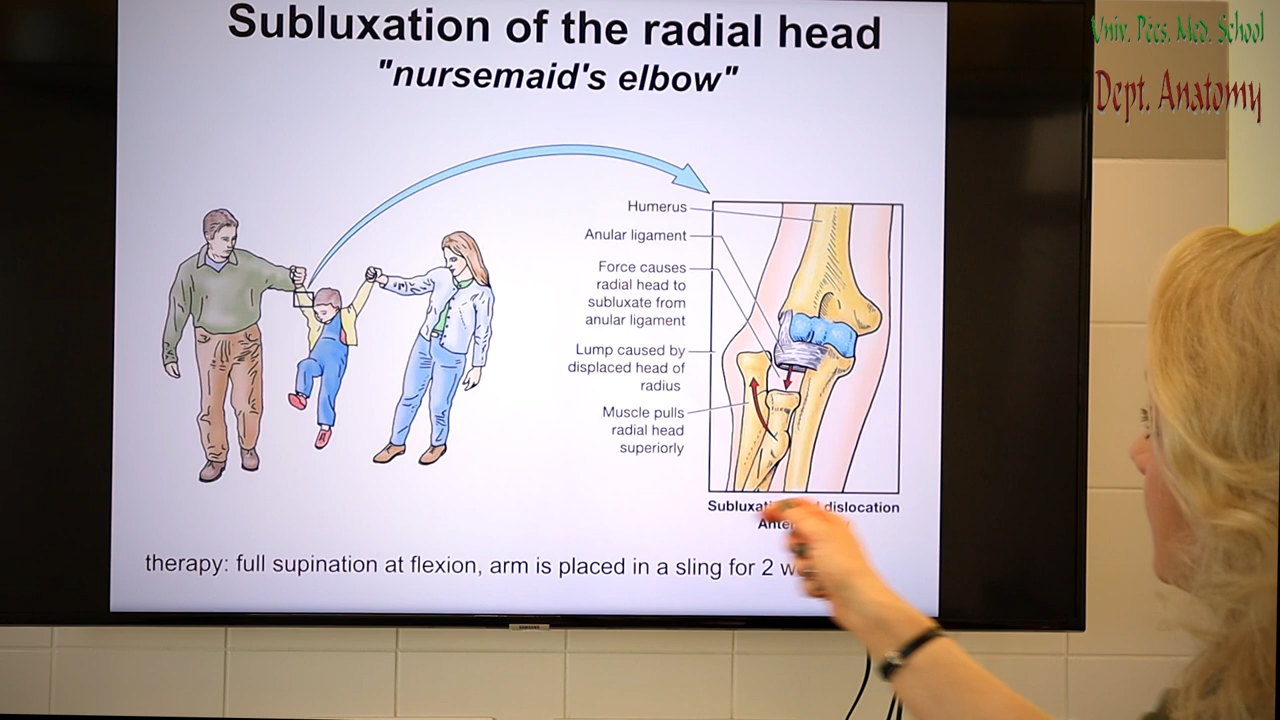 Subluxation of the radial head
"nursemaid's elbow"
Humerus
Anular ligament
Force causes
radial head to
subluxate from
anular ligament
Lump caused by
displaced head of
radius
Muscle pulls
radial head
superiorly
dislocation
therapy: full supination at flexion, arm is placed in a sling for 2
SAMSUNG
Univ. Pécs. Med. School
Dept. Anatomy